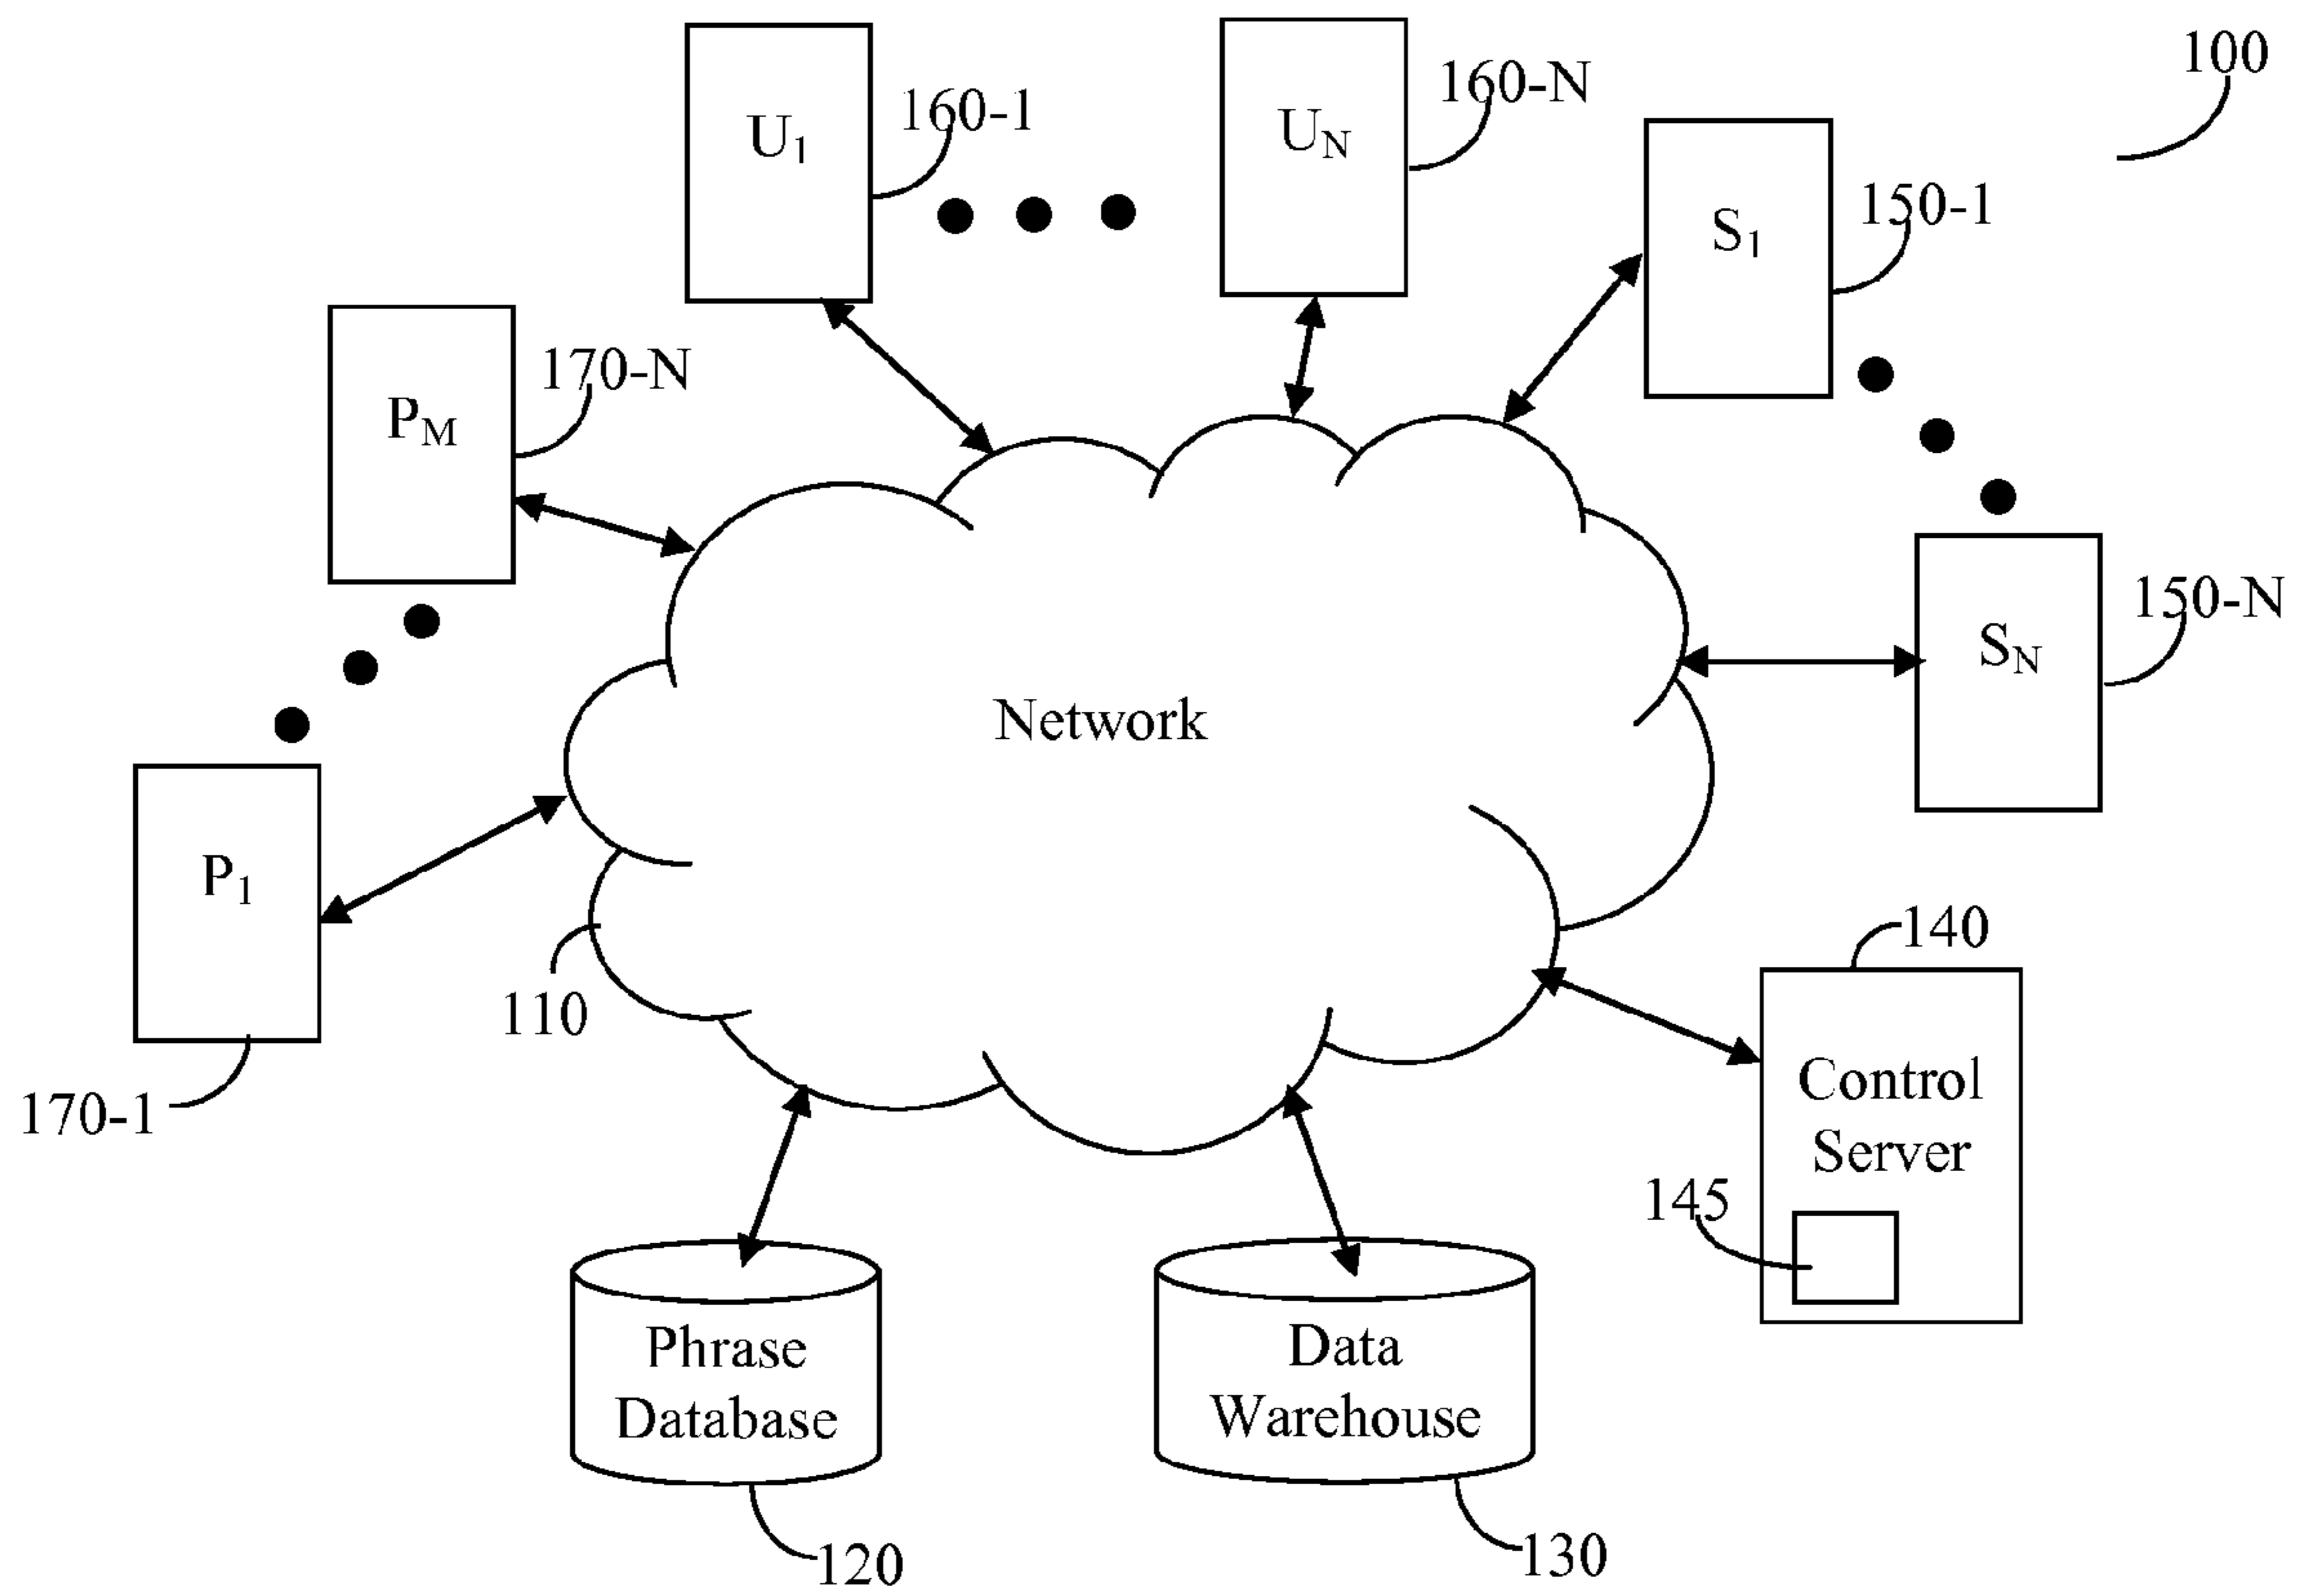 100
U1
160-1
UN
160-N
S1
150-1
PM
170-N
SN
150-N
Network
P1
170-1
110
140
Control
Server
145
Phrase
Database
120
Data
Warehouse
130